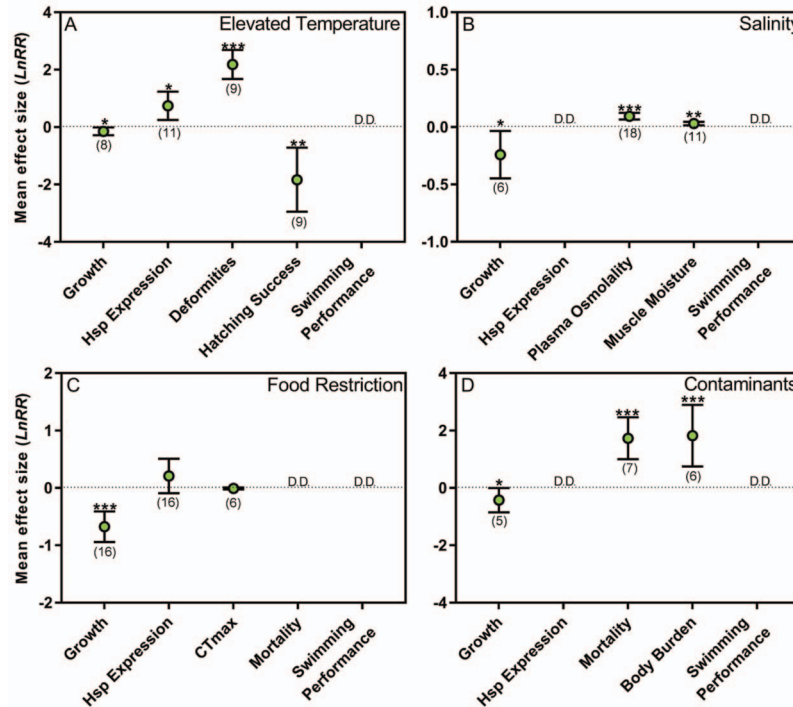 A
Elevated Temperature
Mean effect size (LnRR)
4
2
0
-2
-4
*
(8)
*
(11)
***
(9)
**
(9)
D.D.
Growth
Hsp Expression
Deformities
Hatching Success
Swimming
Performance
B
Salinity
1.0
0.5
0.0
-0.5
-1.0
*
(6)
D.D.
***
(18)
**
(11)
D.D.
Growth
Hsp Expression
Plasma Osmolality
Muscle Moisture
Swimming
Performance
C
Food Restriction
Mean effect size (LnRR)
2
1
0
-1
-2
***
(16)
(16)
(6)
D.D.
D.D.
Growth
Hsp Expression
CTmax
Mortality
Swimming
Performance
D
Contaminants
4
2
0
-2
-4
*
(5)
D.D.
***
(7)
***
(6)
D.D.
Growth
Hsp Expression
Mortality
Body Burden
Swimming
Performance